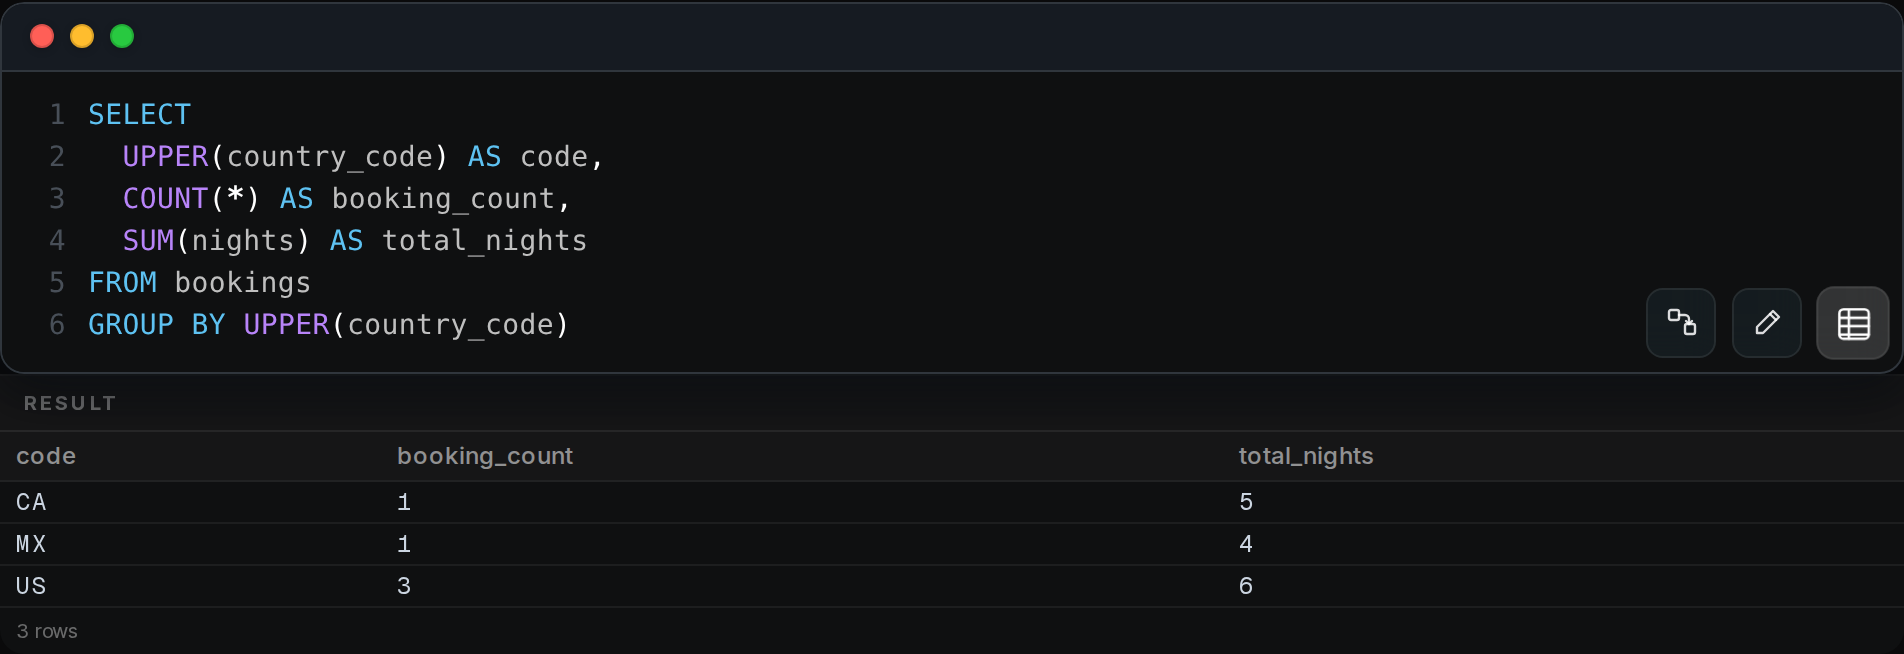 1 SELECT
2   UPPER(country_code) AS code,
3   COUNT(*) AS booking_count,
4   SUM(nights) AS total_nights
5 FROM bookings
6 GROUP BY UPPER(country_code)
RESULT
code booking_count total_nights
CA 1 5
MX 1 4
US 3 6
3 rows